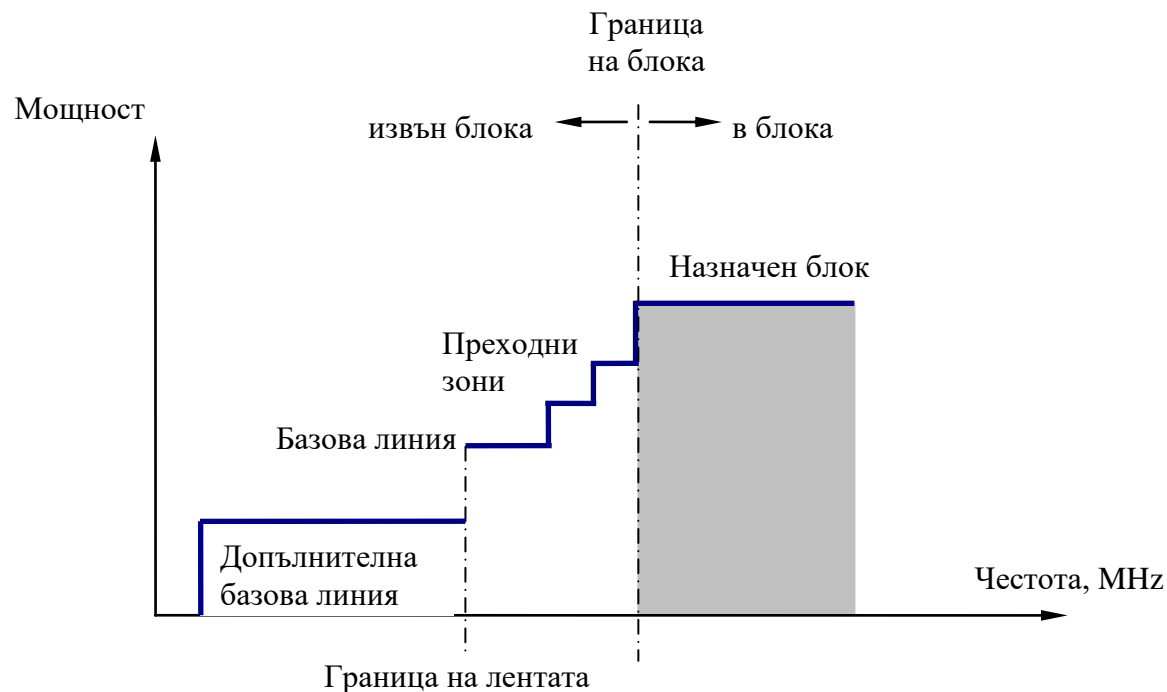 Граница
на блока
Мощност
извън блока
в блока
Назначен блок
Преходни
зони
Базова линия
Допълнителна
базова линия
Честота, MHz
Граница на лентата